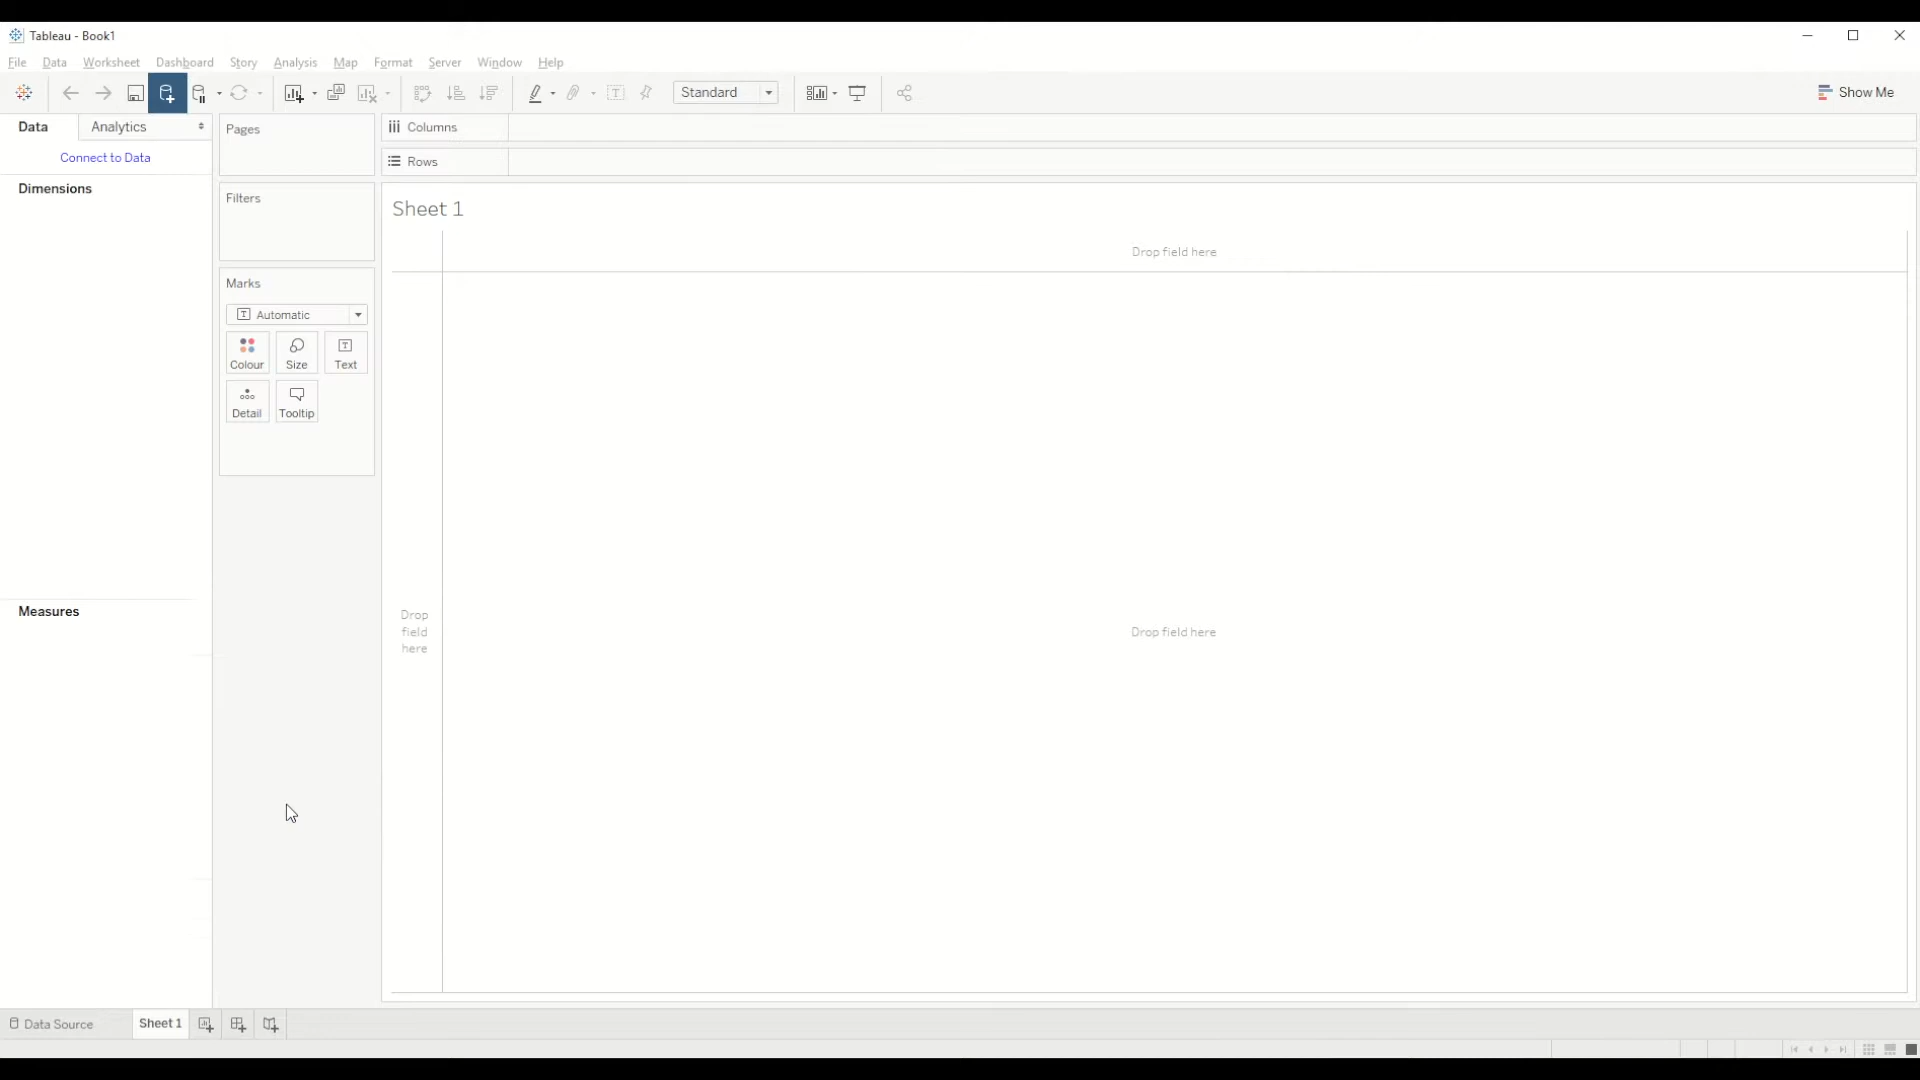 Tableau - Book1
File Data Worksheet Dashboard Story Analysis Map Format Server Window Help
Standard
Show Me
Data Analytics
Connect to Data
Dimensions
Measures
Pages
Filters
Marks
Automatic
Colour Size Text
Detail Tooltip
Columns
Rows
Sheet 1
Drop field here
Drop
field
here
Drop field here
Data Source Sheet 1